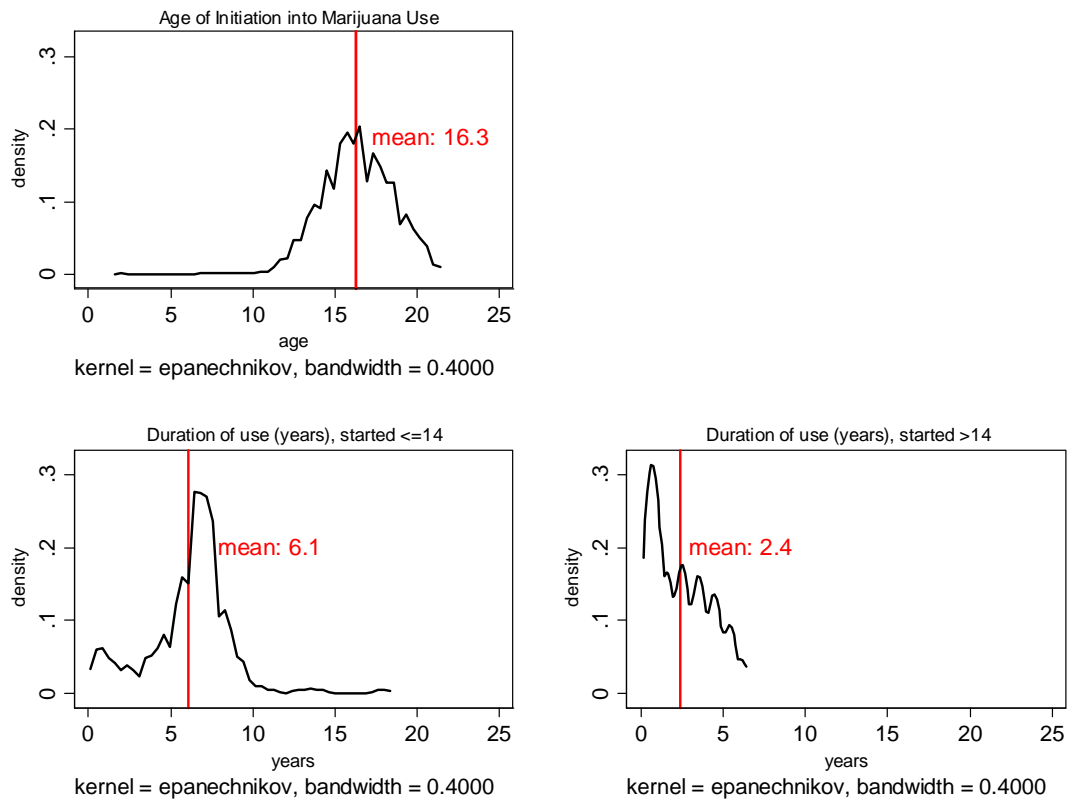 Age of Initiation into Marijuana Use
.3
.2
.1
0
density
mean: 16.3
0 5 10 15 20 25
age
kernel = epanechnikov, bandwidth = 0.4000
Duration of use (years), started <=14
.3
.2
.1
0
density
mean: 6.1
0 5 10 15 20 25
years
kernel = epanechnikov, bandwidth = 0.4000
Duration of use (years), started >14
.3
.2
.1
0
density
mean: 2.4
0 5 10 15 20 25
years
kernel = epanechnikov, bandwidth = 0.4000